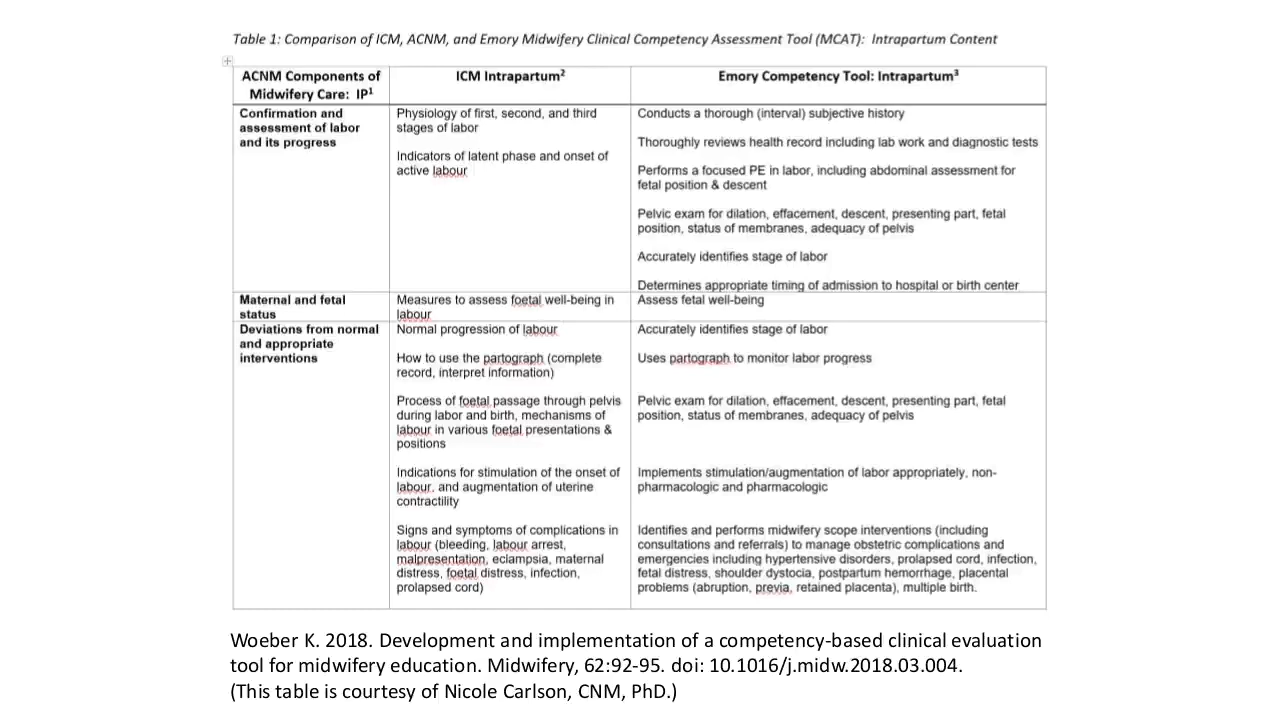 Table 1: Comparison of ICM, ACNM, and Emory Midwifery Clinical Competency Assessment Tool (MCAT):  Intrapartum Content
ACNM Components of
Midwifery Care:  IP¹
ICM Intrapartum²
Emory Competency Tool: Intrapartum³
Confirmation and
assessment of labor
and its progress
Physiology of first, second, and third
stages of labor
Indicators of latent phase and onset of
active labour
Conducts a thorough (interval) subjective history
Thoroughly reviews health record including lab work and diagnostic tests
Performs a focused PE in labor, including abdominal assessment for
fetal position & descent
Pelvic exam for dilation, effacement, descent, presenting part, fetal
position, status of membranes, adequacy of pelvis
Accurately identifies stage of labor
Determines appropriate timing of admission to hospital or birth center
Maternal and fetal
status
Measures to assess foetal well-being in
labour
Assess fetal well-being
Deviations from normal
and appropriate
interventions
Normal progression of labour
How to use the partograph (complete
record, interpret information)
Process of foetal passage through pelvis
during labor and birth, mechanisms of
labour in various foetal presentations &
positions
Indications for stimulation of the onset of
labour, and augmentation of uterine
contractility
Signs and symptoms of complications in
labour (bleeding, labour arrest,
malpresentation, eclampsia, maternal
distress, foetal distress, infection,
prolapsed cord)
Accurately identifies stage of labor
Uses partograph to monitor labor progress
Pelvic exam for dilation, effacement, descent, presenting part, fetal
position, status of membranes, adequacy of pelvis
Implements stimulation/augmentation of labor appropriately, non-
pharmacologic and pharmacologic
Identifies and performs midwifery scope interventions (including
consultations and referrals) to manage obstetric complications and
emergencies including hypertensive disorders, prolapsed cord, infection,
fetal distress, shoulder dystocia, postpartum hemorrhage, placental
problems (abruption, previa, retained placenta), multiple birth.
Woeber K. 2018. Development and implementation of a competency-based clinical evaluation
tool for midwifery education. Midwifery, 62:92-95. doi: 10.1016/j.midw.2018.03.004.
(This table is courtesy of Nicole Carlson, CNM, PhD.)